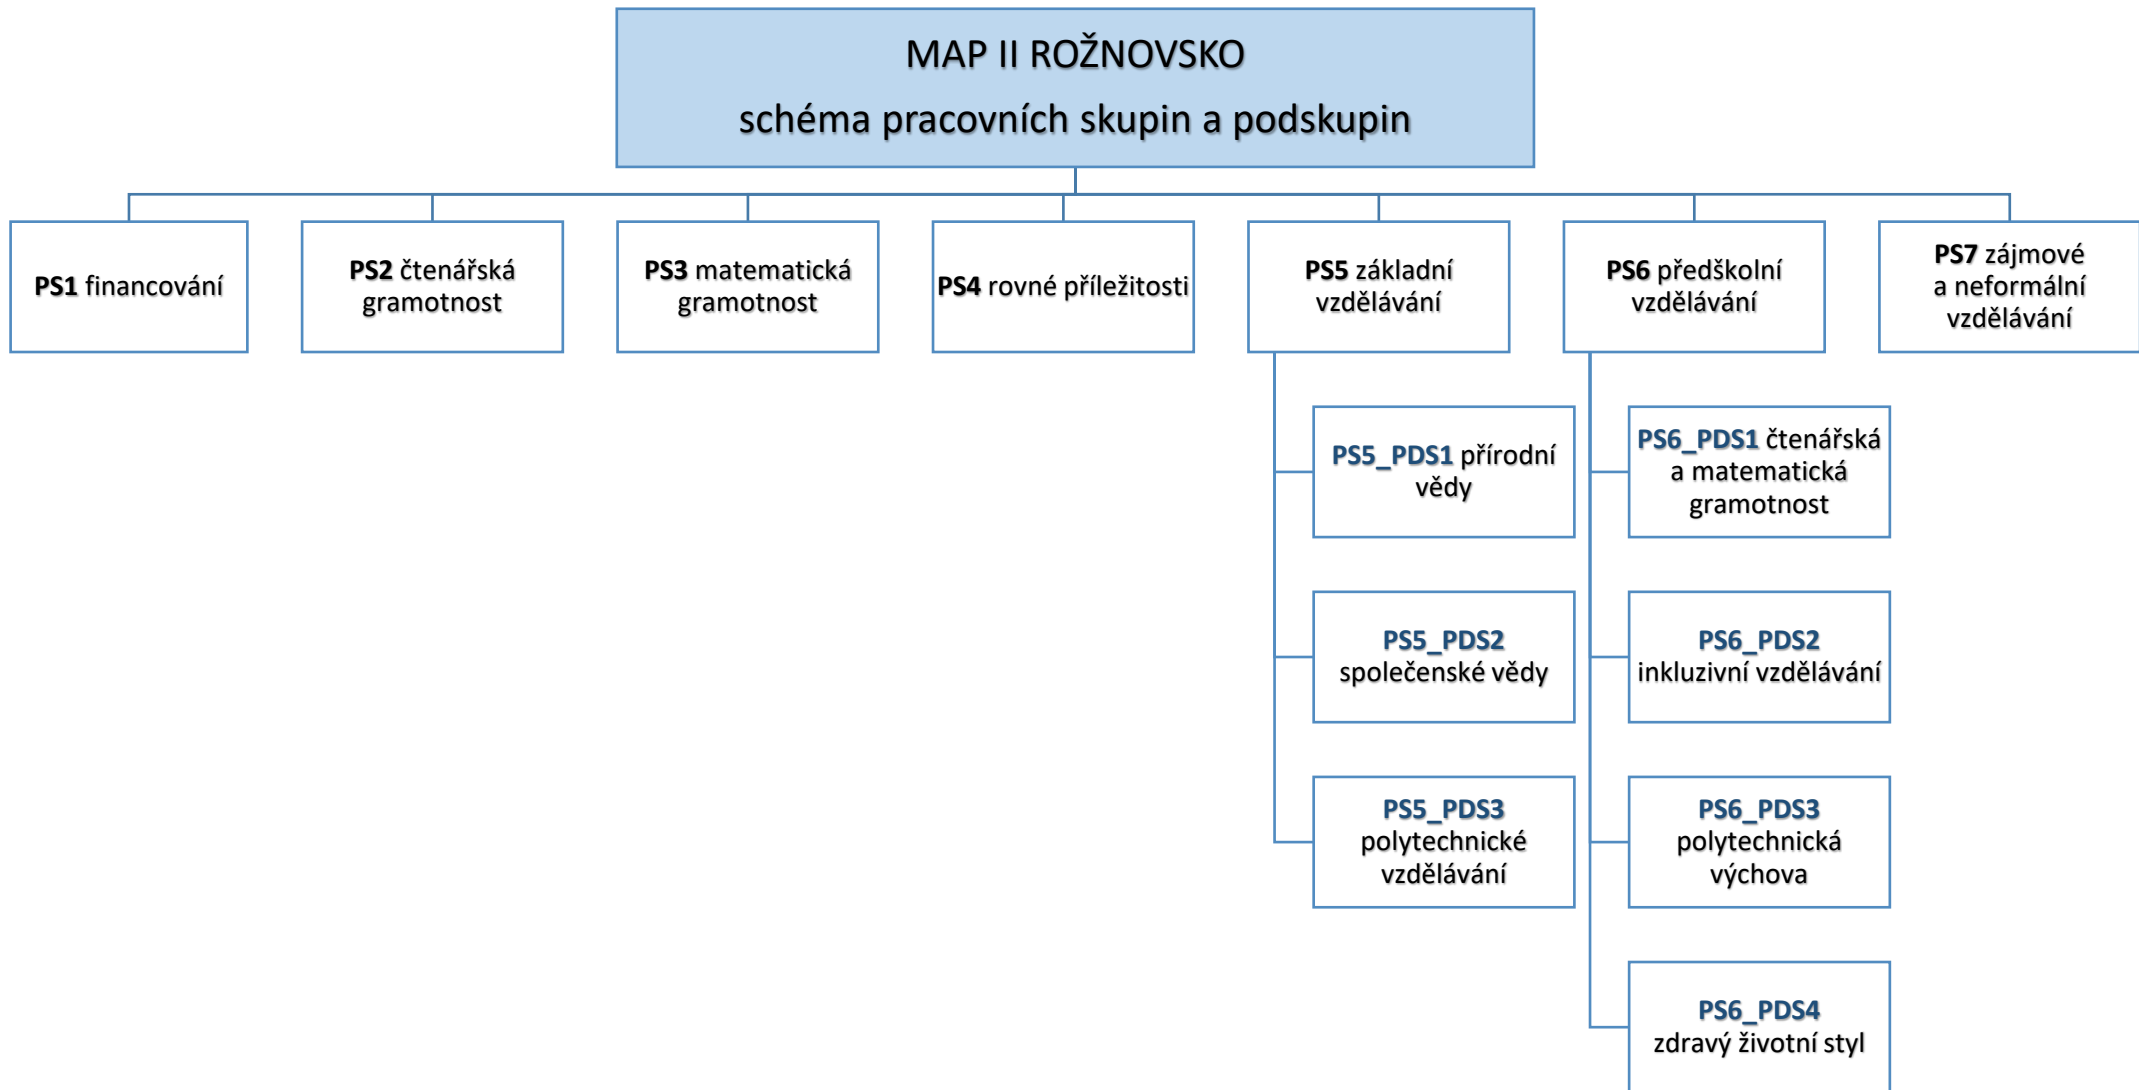 MAP II ROŽNOVSKO
schéma pracovních skupin a podskupin
PS1 financování
PS2 čtenářská
gramotnost
PS3 matematická
gramotnost
PS4 rovné příležitosti
PS5 základní
vzdělávání
PS6 předškolní
vzdělávání
PS7 zájmové
a neformální
vzdělávání
PS5_PDS1 přírodní
vědy
PS5_PDS2
společenské vědy
PS5_PDS3
polytechnické
vzdělávání
PS6_PDS1 čtenářská
a matematická
gramotnost
PS6_PDS2
inkluzivní vzdělávání
PS6_PDS3
polytechnická
výchova
PS6_PDS4
zdravý životní styl